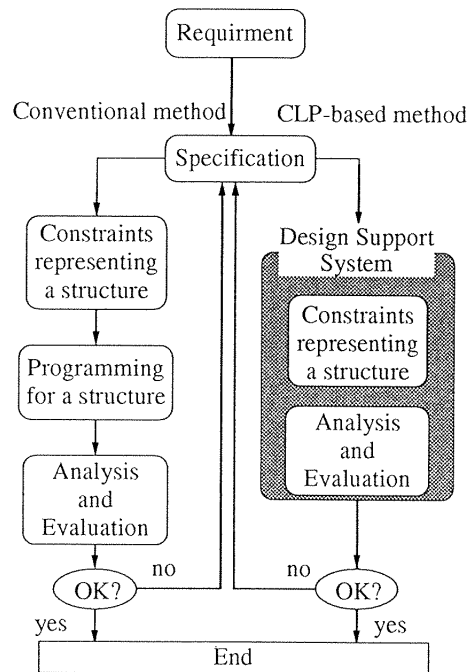 Requirment
Conventional method
CLP-based method
Specification
Constraints
representing
a structure
Programming
for a structure
Analysis
and
Evaluation
OK?
no
yes
Design Support
System
Constraints
representing
a structure
Analysis
and
Evaluation
no
OK?
yes
End